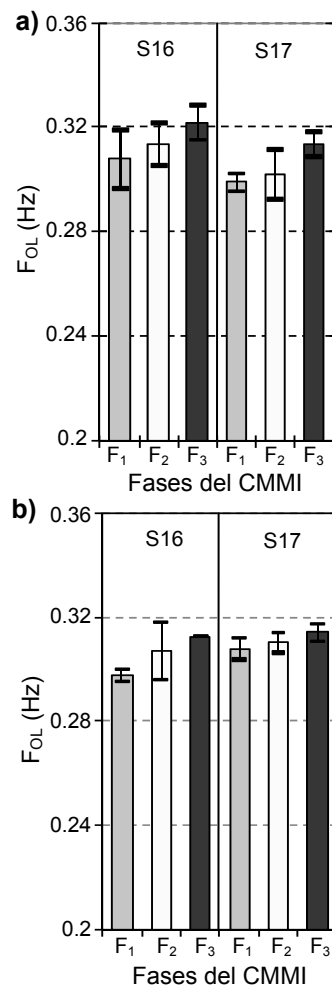 a)
0.36
S16
S17
0.32
0.28
0.24
0.2
F_OL (Hz)
F₁ F₂ F₃ F₁ F₂ F₃
Fases del CMMI
b)
0.36
S16
S17
0.32
0.28
0.24
0.2
F_OL (Hz)
F₁ F₂ F₃ F₁ F₂ F₃
Fases del CMMI